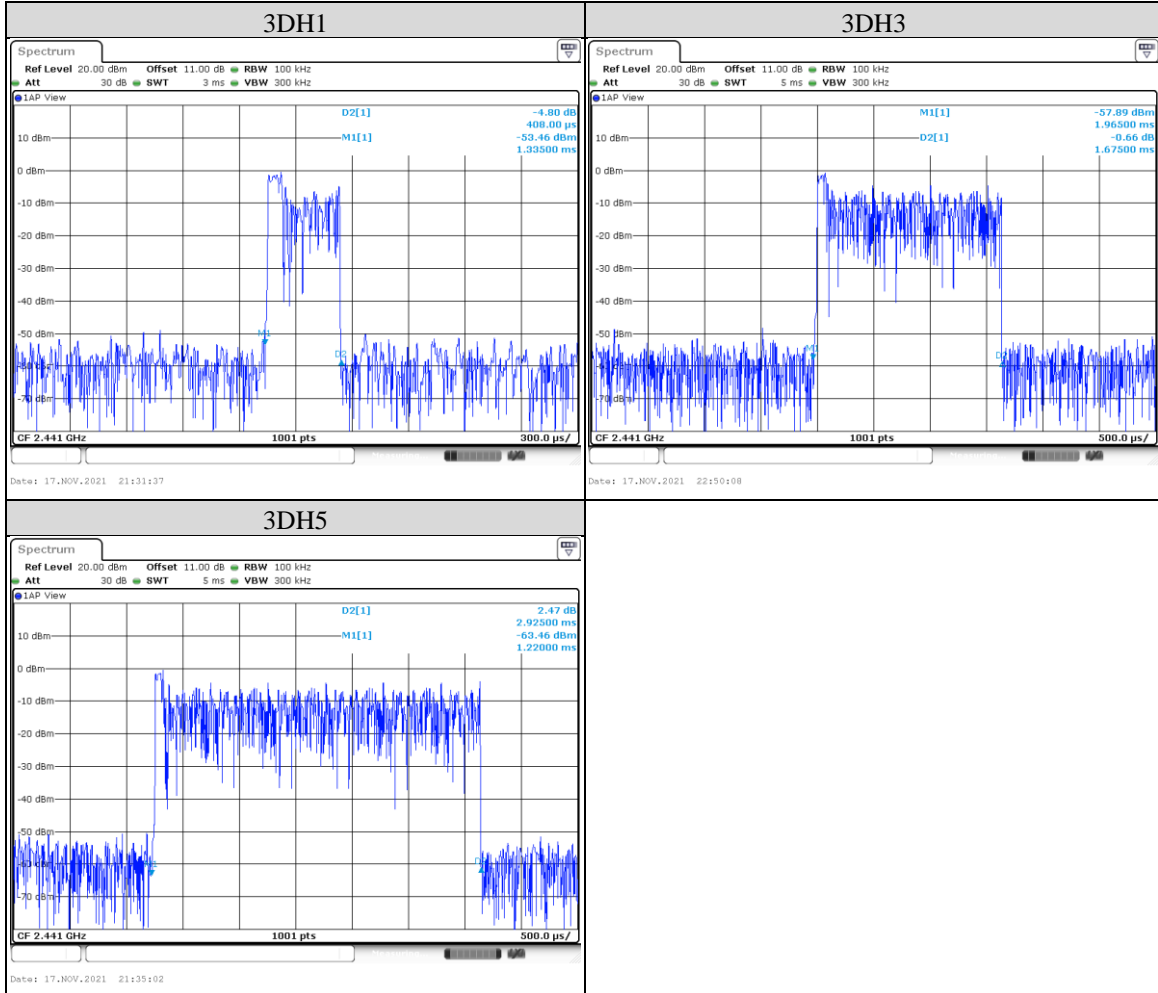 3DH1
Spectrum
Ref Level 20.00 dBm Offset 11.00 dB RBW 100 kHz
Att 30 dB SWT 3 ms VBW 300 kHz
1AP View
D2[1] -4.80 dB
408.00 µs
10 dBm M1[1] -53.46 dBm
1.33500 ms
0 dBm
-10 dBm
-20 dBm
-30 dBm
-40 dBm
-50 dBm
M1
D2
-70 dBm
CF 2.441 GHz 1001 pts 300.0 µs/
Date: 17.NOV.2021 21:31:37
3DH3
Spectrum
Ref Level 20.00 dBm Offset 11.00 dB RBW 100 kHz
Att 30 dB SWT 5 ms VBW 300 kHz
1AP View
M1[1] -57.89 dBm
1.96500 ms
10 dBm D2[1] -0.66 dB
1.67500 ms
0 dBm
-10 dBm
-20 dBm
-30 dBm
-40 dBm
-50 dBm
M1
-70 dBm
CF 2.441 GHz 1001 pts 500.0 µs/
Date: 17.NOV.2021 22:50:08
3DH5
Spectrum
Ref Level 20.00 dBm Offset 11.00 dB RBW 100 kHz
Att 30 dB SWT 5 ms VBW 300 kHz
1AP View
D2[1] 2.47 dB
2.92500 ms
10 dBm M1[1] -63.46 dBm
1.22000 ms
0 dBm
-10 dBm
-20 dBm
-30 dBm
-40 dBm
-50 dBm
-70 dBm
CF 2.441 GHz 1001 pts 500.0 µs/
Date: 17.NOV.2021 21:35:02